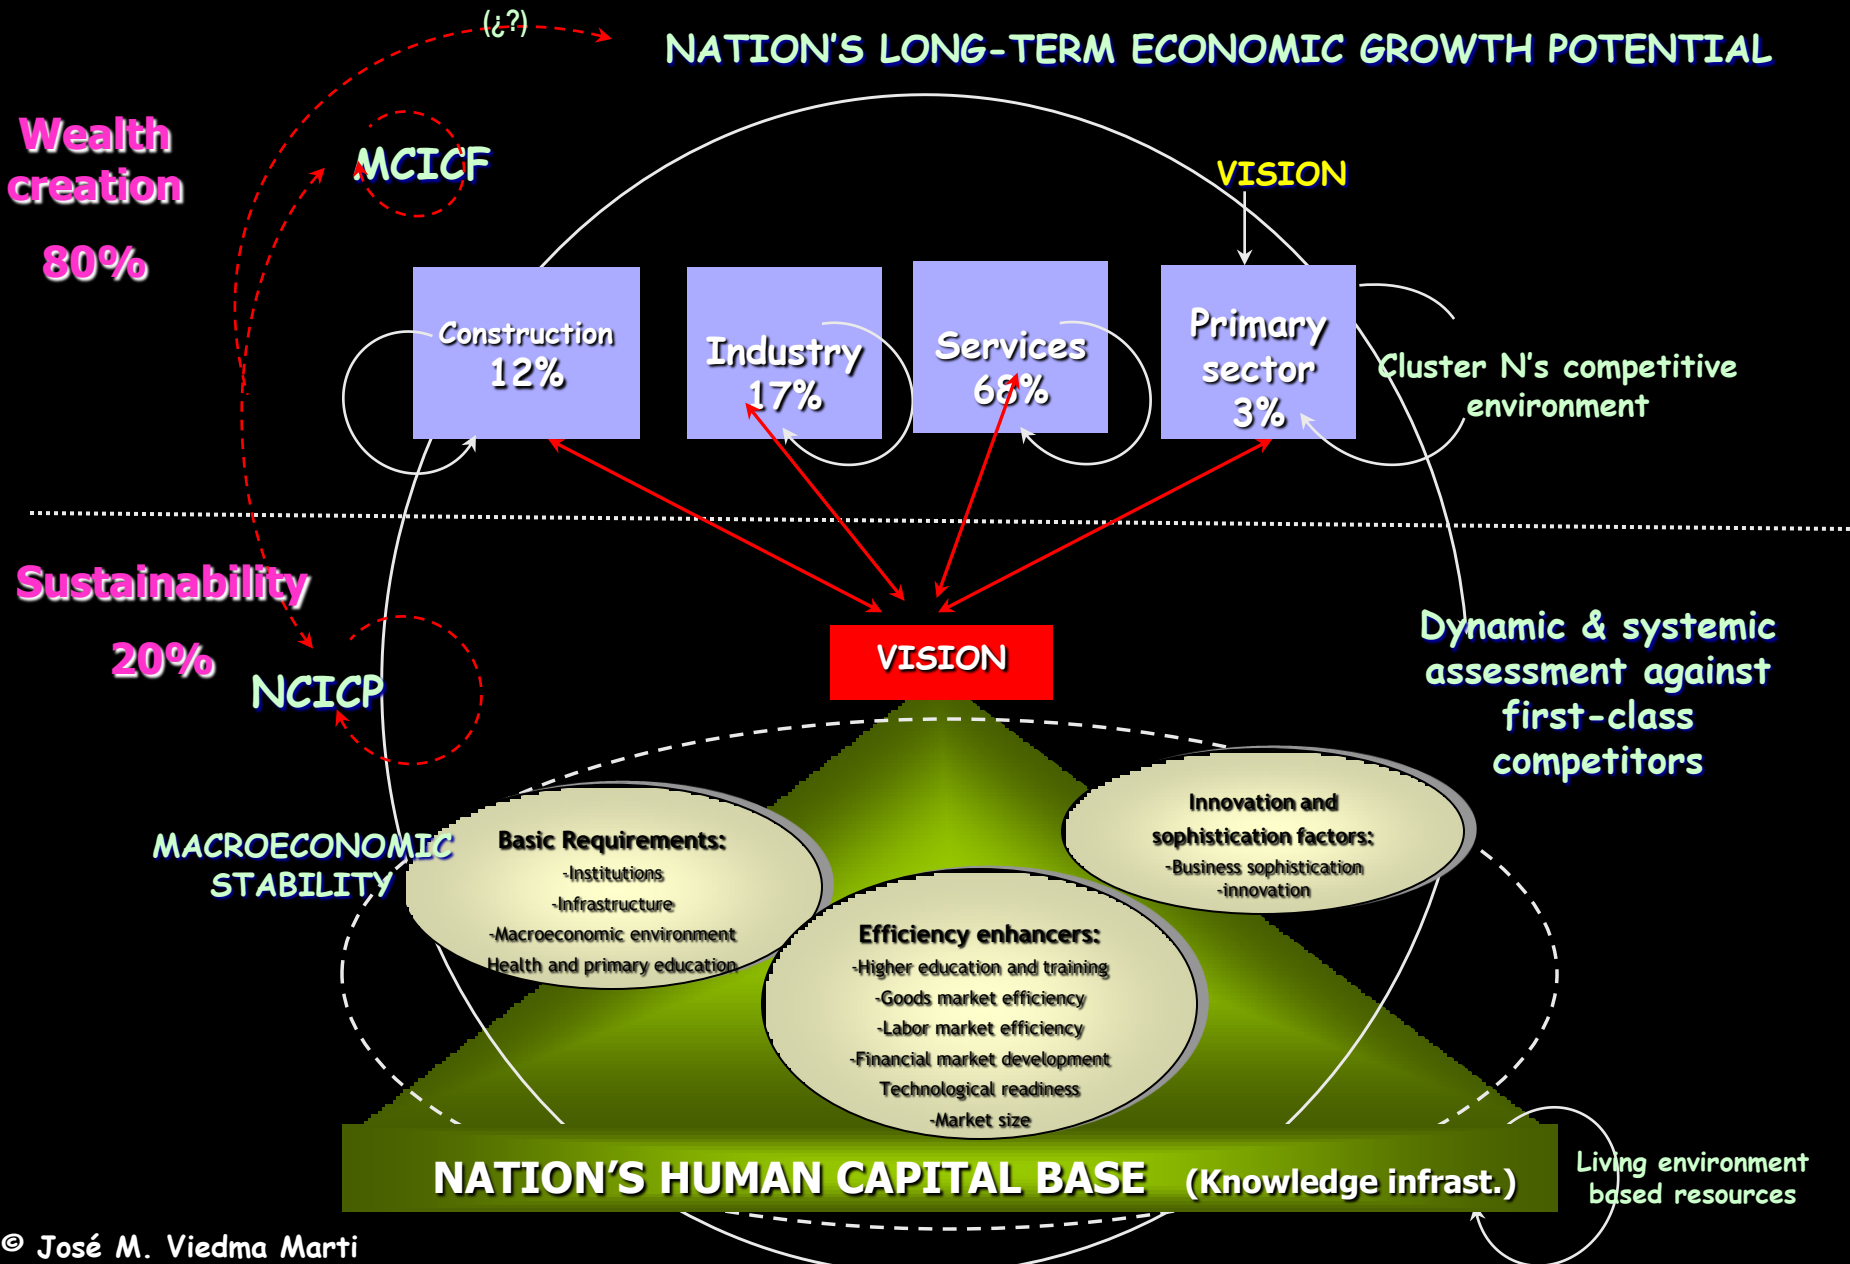 (¿?)
NATION'S LONG-TERM ECONOMIC GROWTH POTENTIAL
Wealth
creation
80%
MCICF
VISION
Construction
12%
Industry
17%
Services
68%
Primary
sector
3%
Cluster N's competitive
environment
Sustainability
20%
NCICP
VISION
Dynamic & systemic
assessment against
first-class
competitors
MACROECONOMIC
STABILITY
Basic Requirements:
-Institutions
-Infrastructure
-Macroeconomic environment
Health and primary education
Innovation and
sophistication factors:
-Business sophistication
-innovation
Efficiency enhancers:
-Higher education and training
-Goods market efficiency
-Labor market efficiency
-Financial market development
Technological readiness
-Market size
NATION'S HUMAN CAPITAL BASE (Knowledge infrast.)
Living environment
based resources
© José M. Viedma Marti